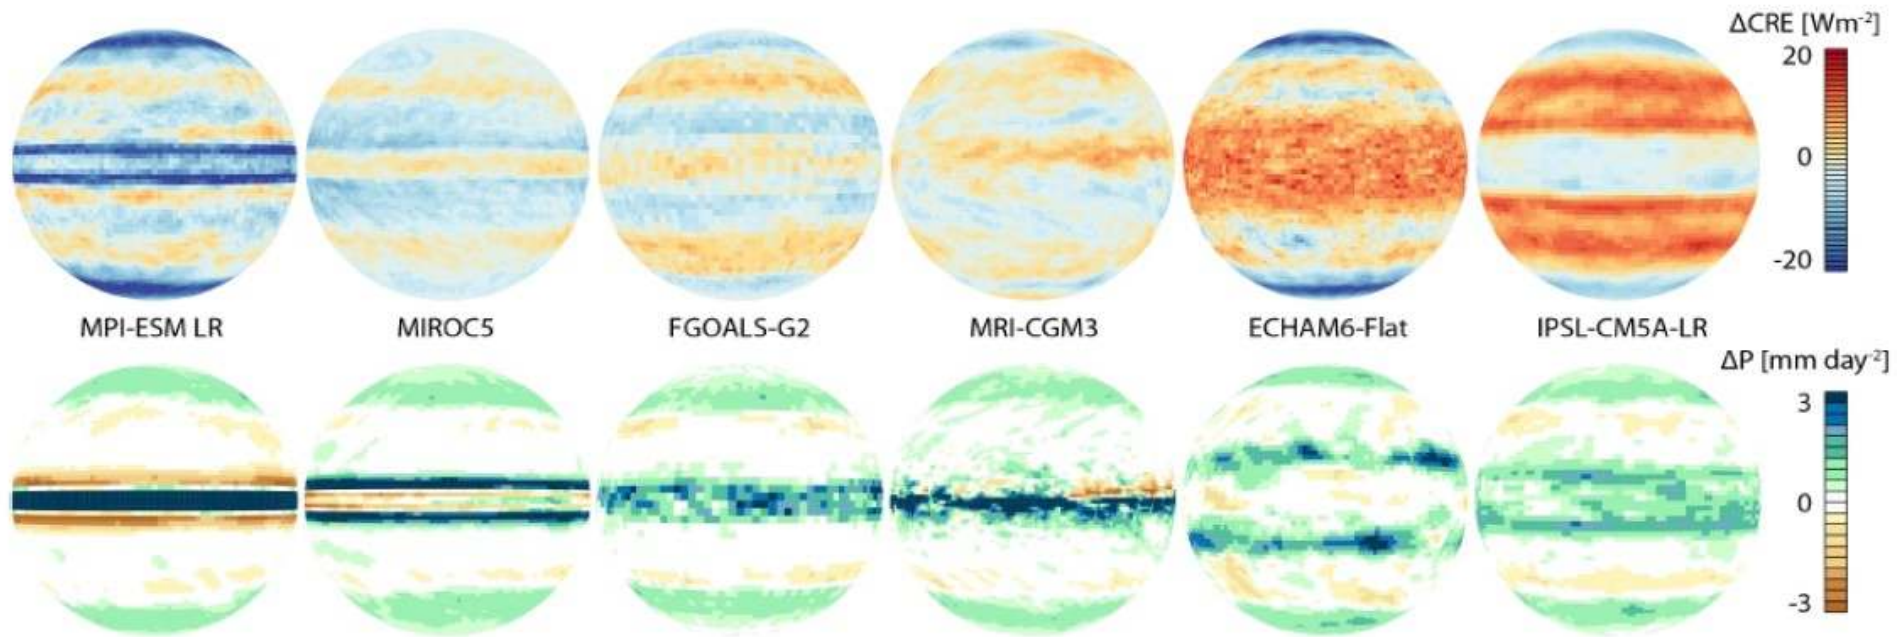 ΔCRE [Wm-2]
20
0
-20
MPI-ESM LR
MIROC5
FGOALS-G2
MRI-CGM3
ECHAM6-Flat
IPSL-CM5A-LR
ΔP [mm day-2]
3
0
-3